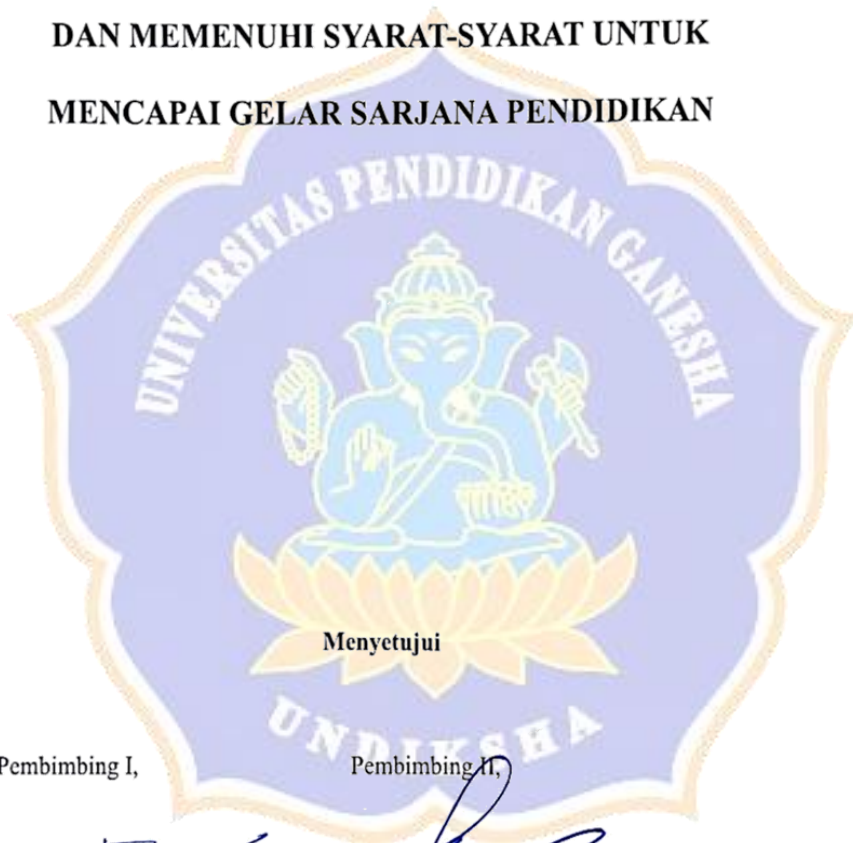 DAN MEMENUHI SYARAT-SYARAT UNTUK
MENCAPAI GELAR SARJANA PENDIDIKAN
UNIVERSITAS PENDIDIKAN GANESHA
Menyetujui
UNDIKSHA
Pembimbing I,
Pembimbing II,